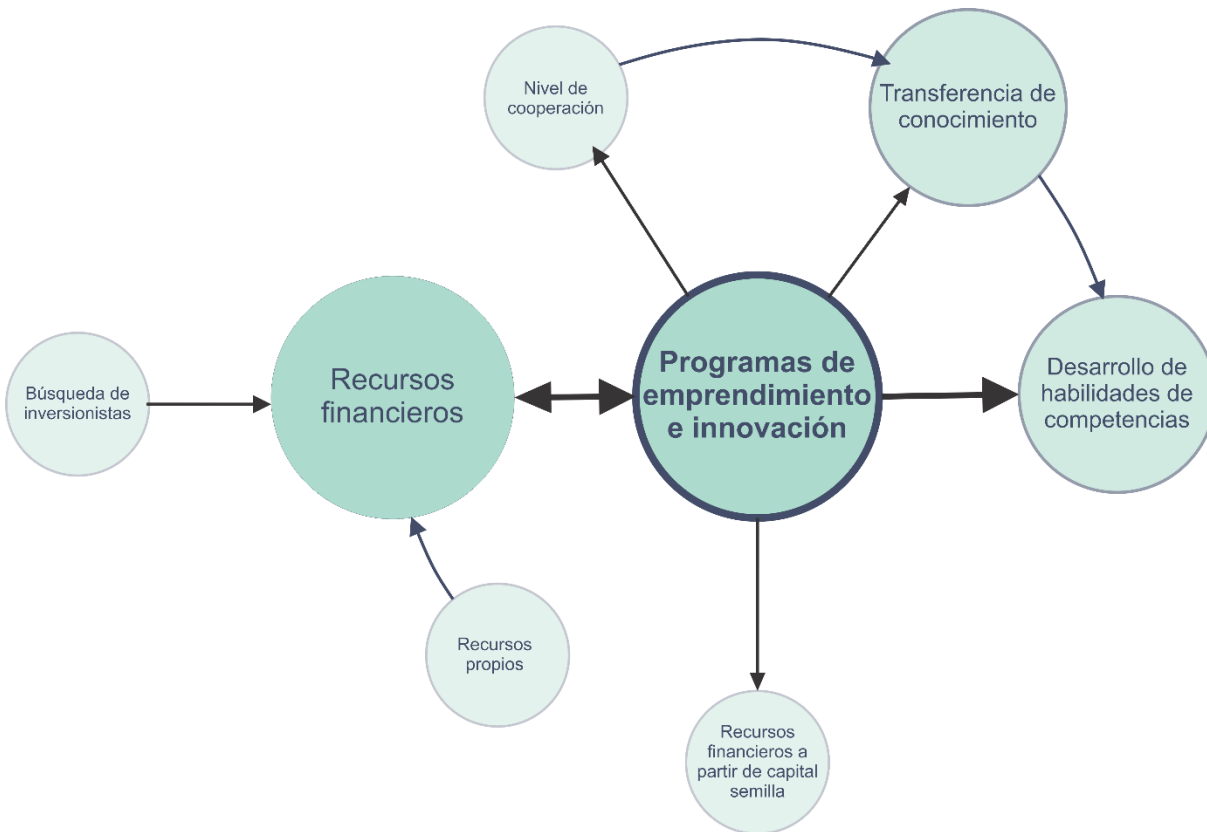 Nivel de
cooperación
Transferencia de
conocimiento
Búsqueda de
inversionistas
Recursos
financieros
Programas de
emprendimiento
e innovación
Desarrollo de
habilidades de
competencias
Recursos
propios
Recursos
financieros a
partir de capital
semilla